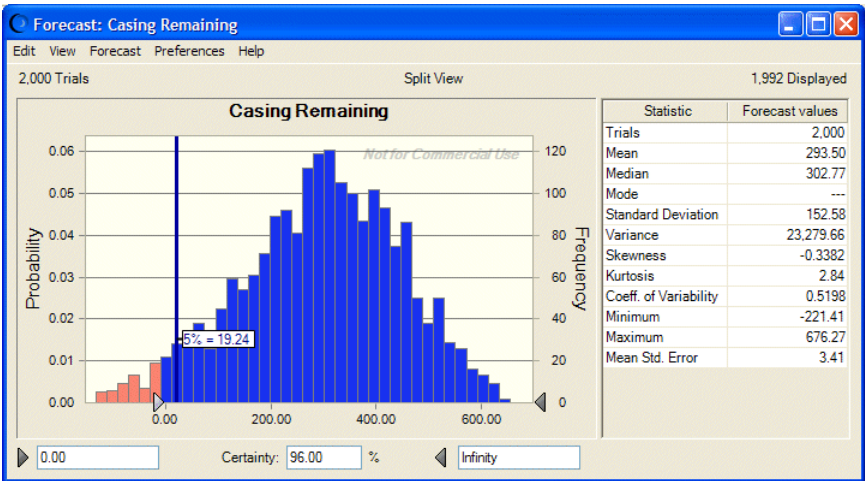 Forecast: Casing Remaining
Edit View Forecast Preferences Help
2,000 Trials Split View 1,992 Displayed
Casing Remaining
Not for Commercial Use
Probability
0.06
0.05
0.04
0.03
0.02
0.01
0.00
5% = 19.24
0.00 200.00 400.00 600.00
120
100
80
60
40
20
0
Frequency
Statistic Forecast values
Trials 2,000
Mean 293.50
Median 302.77
Mode ---
Standard Deviation 152.58
Variance 23,279.66
Skewness -0.3382
Kurtosis 2.84
Coeff. of Variability 0.5198
Minimum -221.41
Maximum 676.27
Mean Std. Error 3.41
0.00 Certainty: 96.00 % Infinity